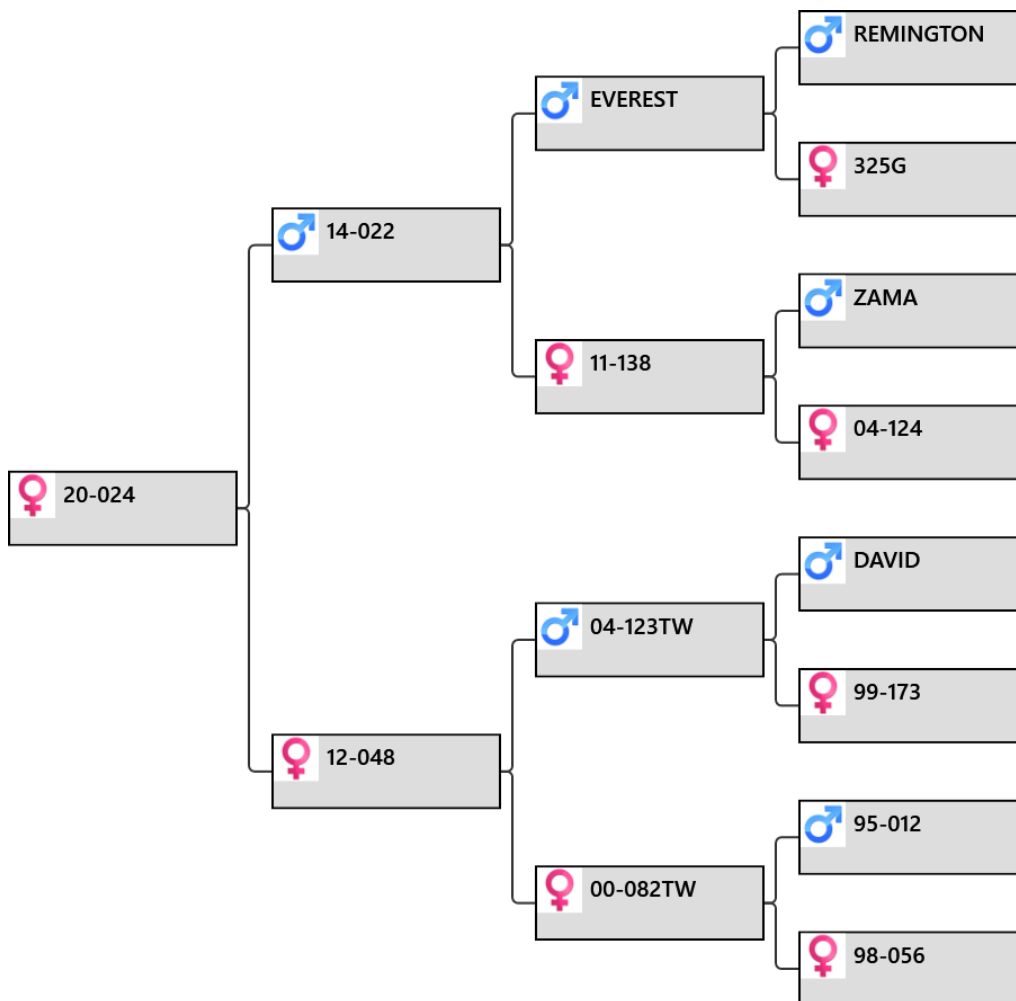 REMINGTON
EVEREST
325G
14-022
ZAMA
11-138
04-124
20-024
DAVID
04-123TW
99-173
12-048
95-012
00-082TW
98-056